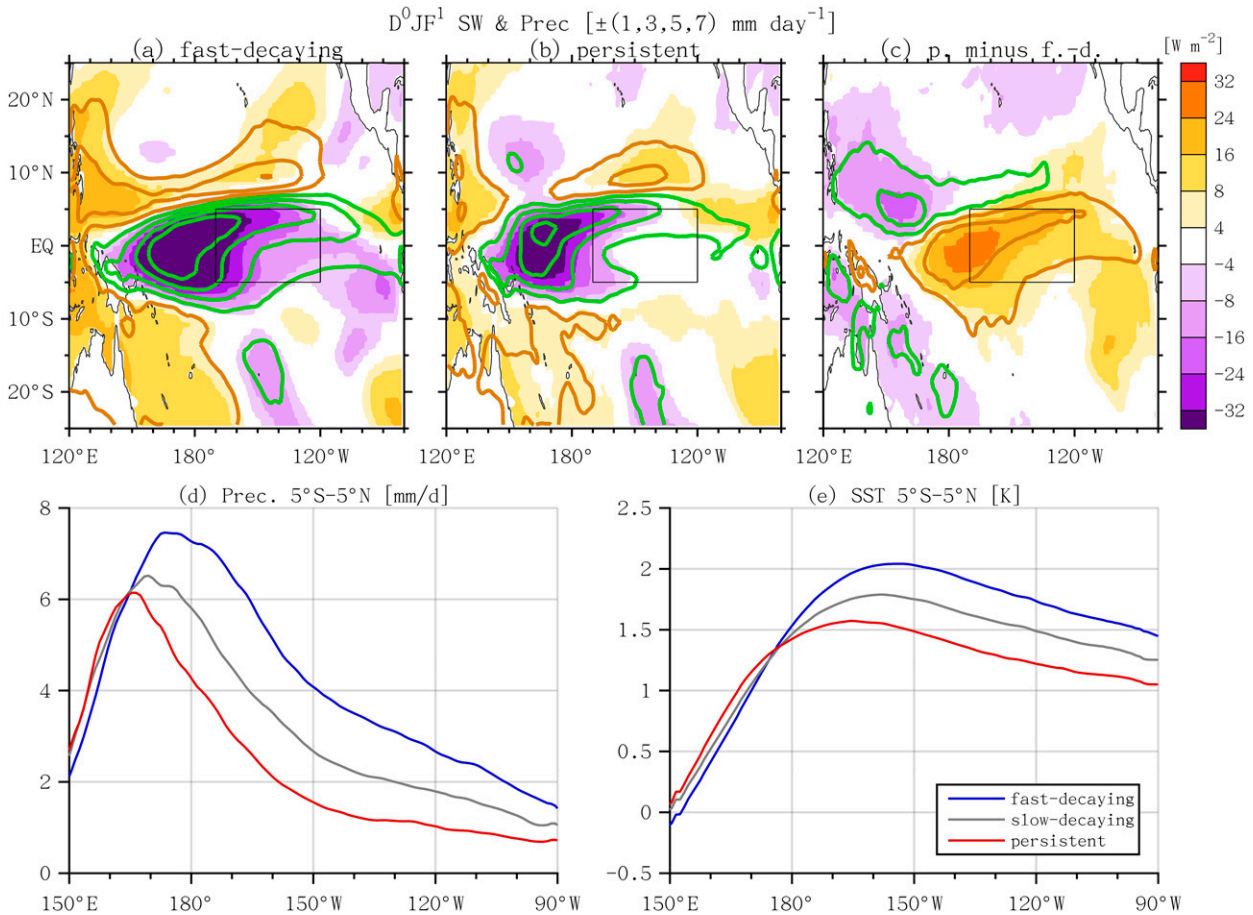 D⁰JF¹ SW & Prec [±(1,3,5,7) mm day⁻¹]
(a) fast-decaying
(b) persistent
(c) p. minus f.-d.
[W m⁻²]
20°N
10°N
EQ
10°S
20°S
120°E 180° 120°W
120°E 180° 120°W
120°E 180° 120°W
32
24
16
8
4
-4
-8
-16
-24
-32
(d) Prec. 5°S-5°N [mm/d]
8
6
4
2
0
150°E 180° 150°W 120°W 90°W
(e) SST 5°S-5°N [K]
2.5
2
1.5
1
0.5
0
-0.5
150°E 180° 150°W 120°W 90°W
fast-decaying
slow-decaying
persistent